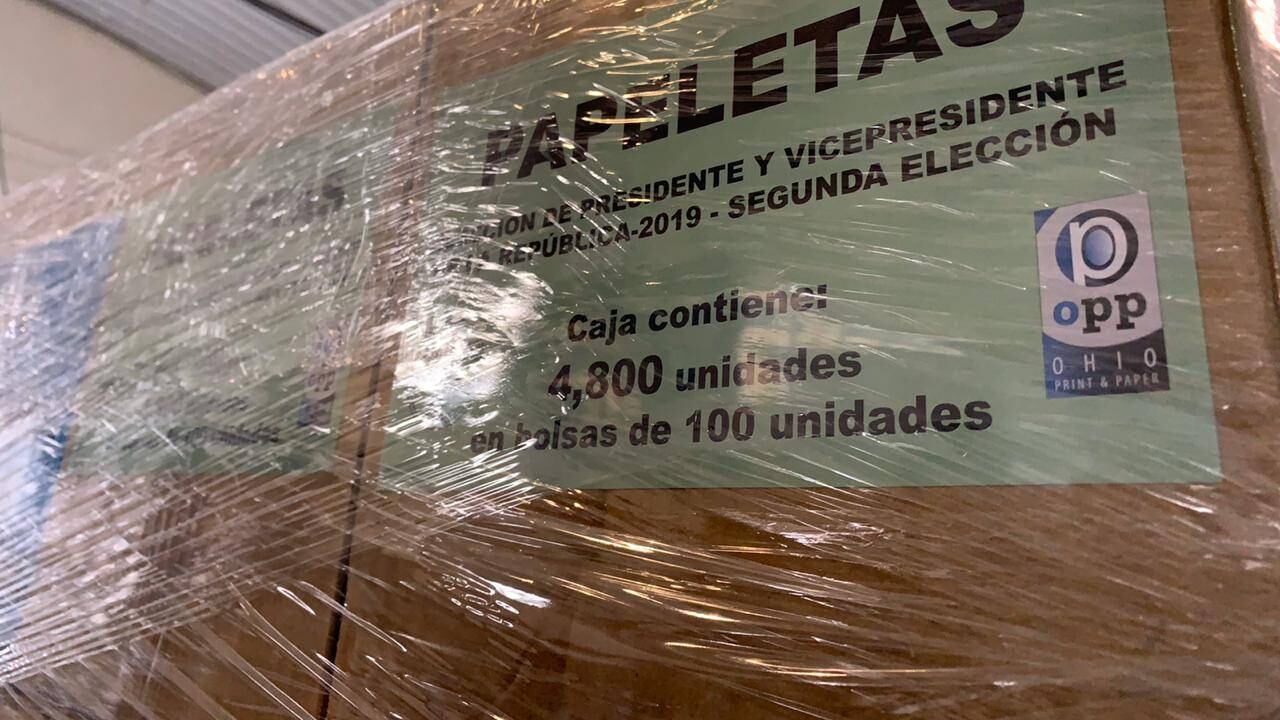 PAPELETAS
DE PRESIDENTE Y VICEPRESIDENTE
REPÚBLICA-2019 - SEGUNDA ELECCIÓN
Caja contiene:
4,800 unidades
en bolsas de 100 unidades
p
opp
OHIO
PRINT & PAPER